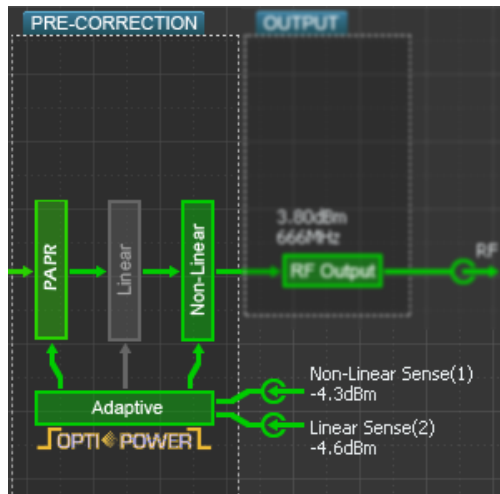 PRE-CORRECTION
OUTPUT
PAPR
Linear
Non-Linear
3.80dBm
666MHz
RF Output
RF
Adaptive
OPTI POWER
Non-Linear Sense(1)
-4.3dBm
Linear Sense(2)
-4.6dBm